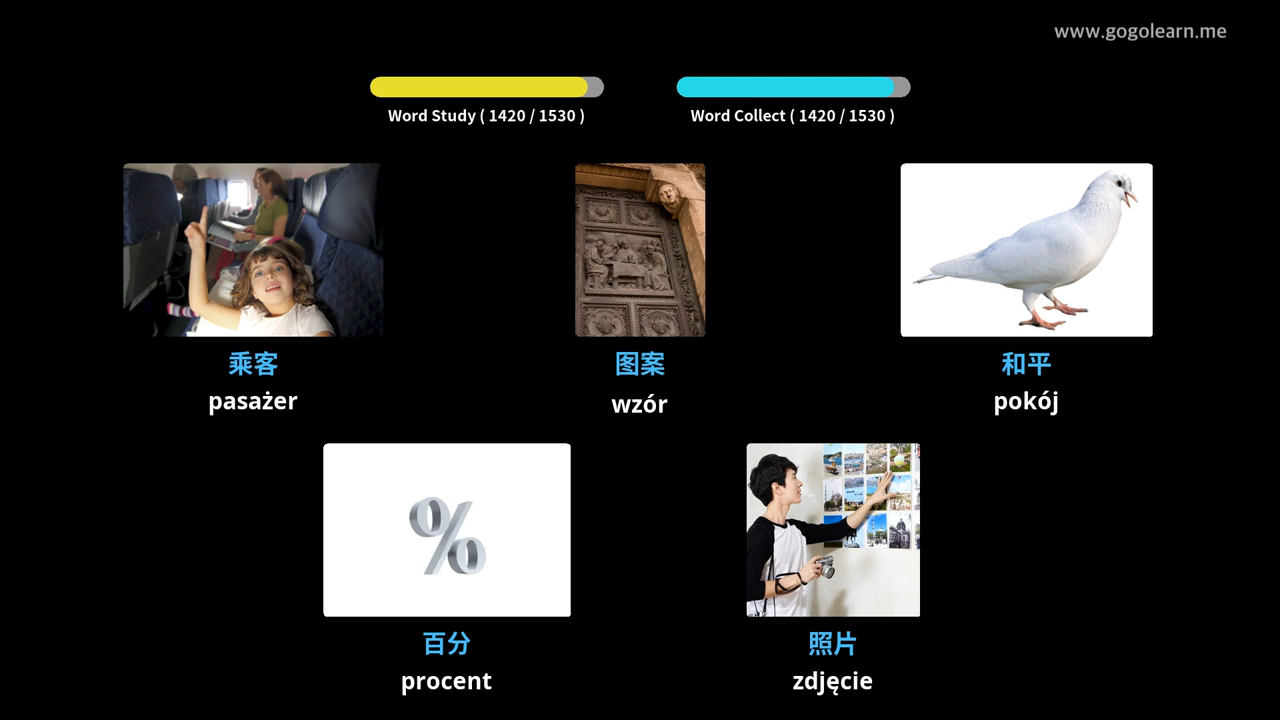 www.gogolearn.me
Word Study ( 1420 / 1530 )
Word Collect ( 1420 / 1530 )
乘客
pasażer
图案
wzór
和平
pokój
%
百分
procent
照片
zdjęcie